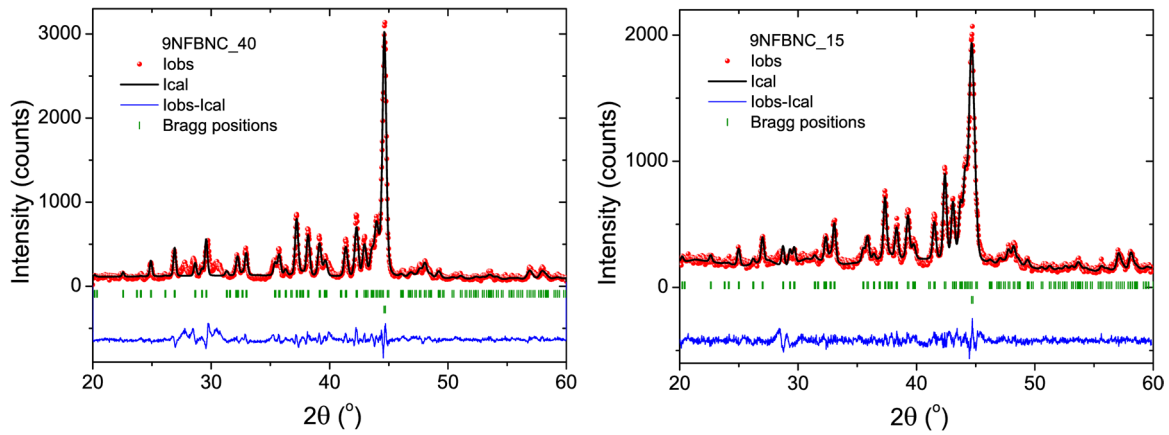 9NFBNC_40
Iobs
Ical
Iobs-Ical
Bragg positions
3000
2000
1000
0
Intensity (counts)
20
30
40
50
60
2θ (°)
9NFBNC_15
Iobs
Ical
Iobs-Ical
Bragg positions
2000
1000
0
Intensity (counts)
20
30
40
50
60
2θ (°)